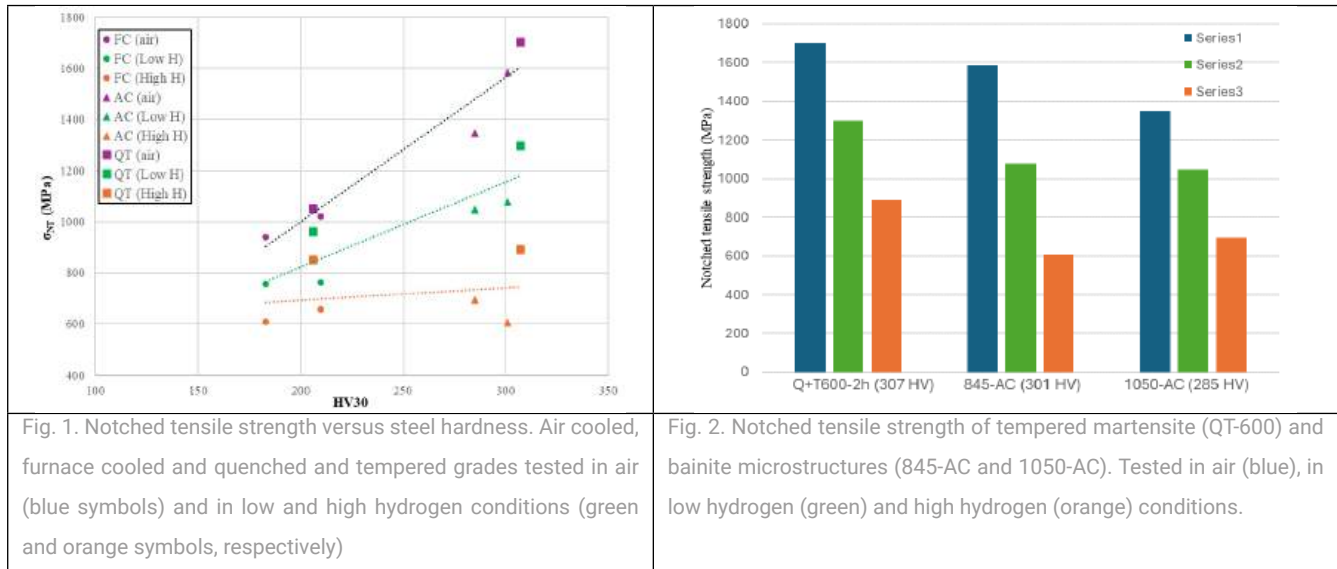 1800
1600
1400
1200
1000
800
600
400
σNT (MPa)
FC (air)
FC (Low H)
FC (High H)
AC (air)
AC (Low H)
AC (High H)
QT (air)
QT (Low H)
QT (High H)
100 150 200 250 300 350
HV30
1800
1600
1400
1200
1000
800
600
400
200
0
Notched tensile strength (MPa)
Series1
Series2
Series3
Q+T600-2h (307 HV) 845-AC (301 HV) 1050-AC (285 HV)
Fig. 1. Notched tensile strength versus steel hardness. Air cooled,
furnace cooled and quenched and tempered grades tested in air
(blue symbols) and in low and high hydrogen conditions (green
and orange symbols, respectively)
Fig. 2. Notched tensile strength of tempered martensite (QT-600) and
bainite microstructures (845-AC and 1050-AC). Tested in air (blue), in
low hydrogen (green) and high hydrogen (orange) conditions.